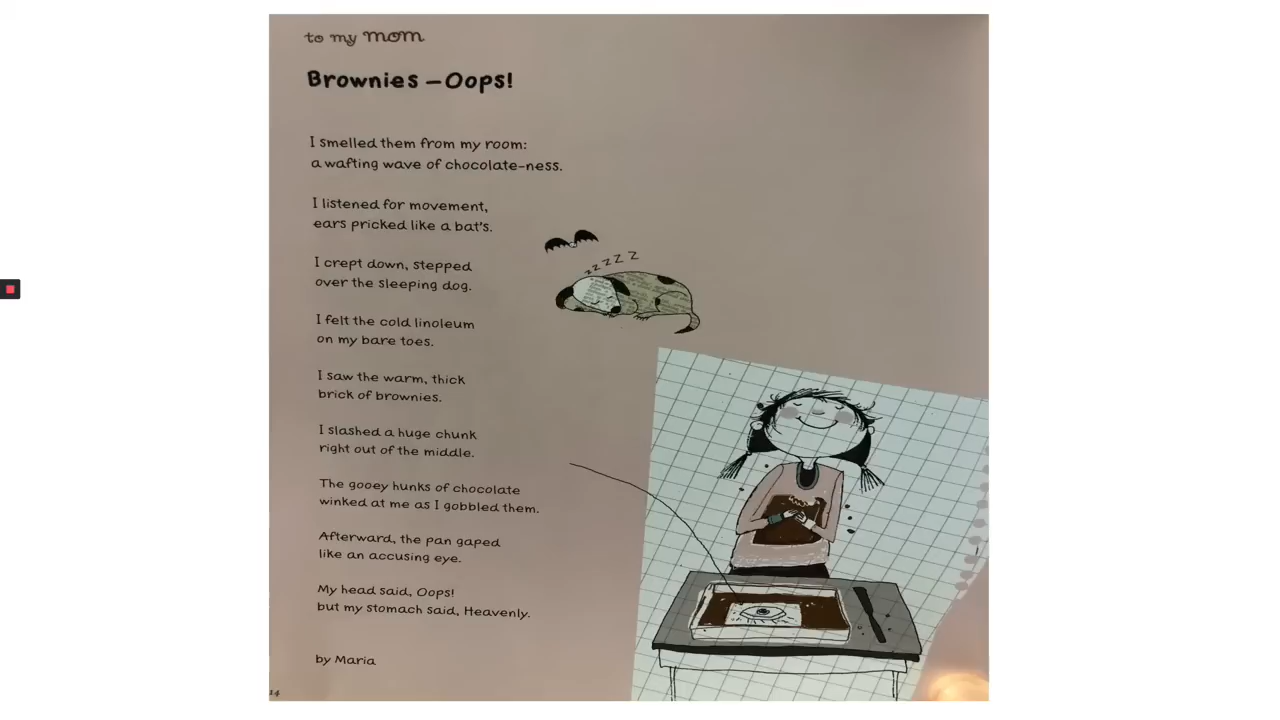 to my mom
Brownies – Oops!
I smelled them from my room:
a wafting wave of chocolate-ness.
I listened for movement,
ears pricked like a bat's.
I crept down, stepped
over the sleeping dog.
zzzzz
I felt the cold linoleum
on my bare toes.
I saw the warm, thick
brick of brownies.
I slashed a huge chunk
right out of the middle.
The gooey hunks of chocolate
winked at me as I gobbled them.
Afterward, the pan gaped
like an accusing eye.
My head said, Oops!
but my stomach said, Heavenly.
by Maria
14